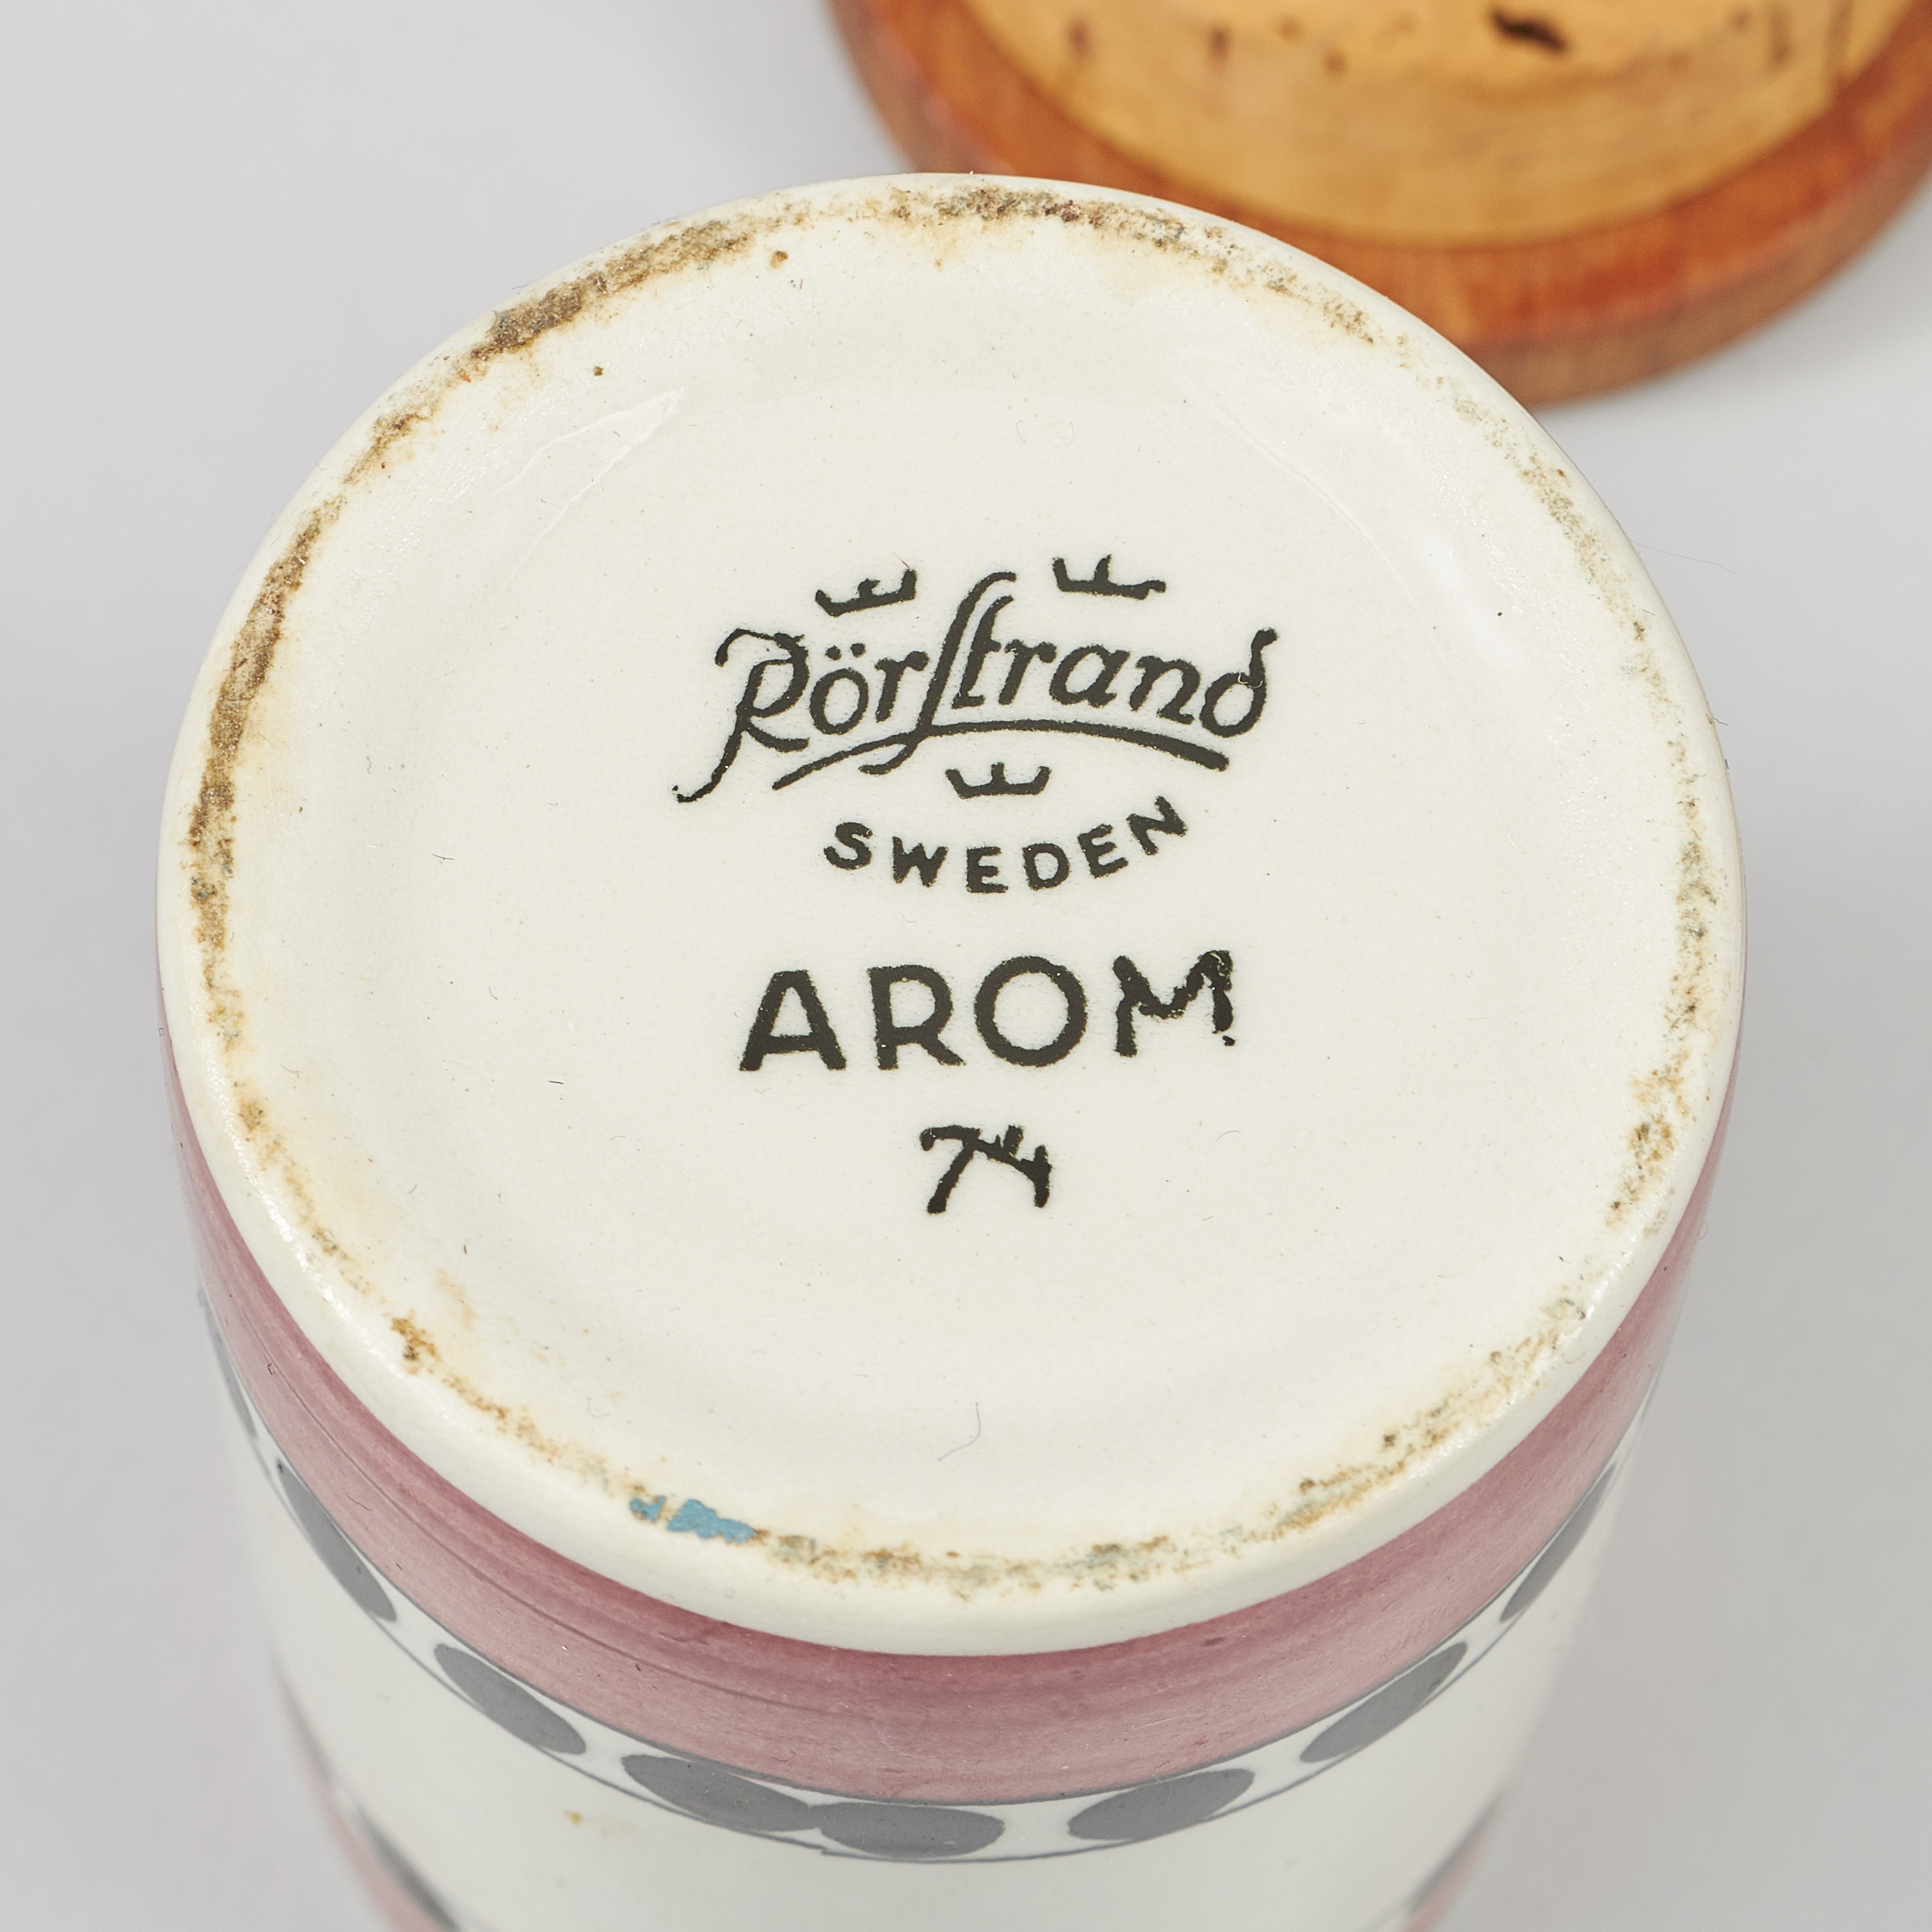 Rörstrand
SWEDEN
AROM
74